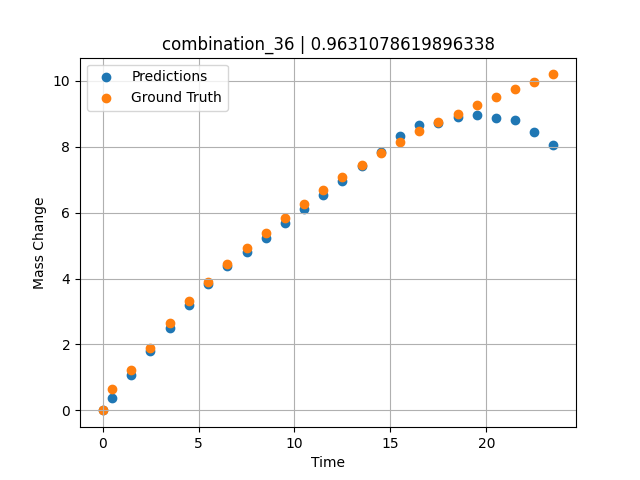 combination_36 | 0.9631078619896338
Predictions
Ground Truth
Mass Change
10
8
6
4
2
0
0
5
10
15
20
Time